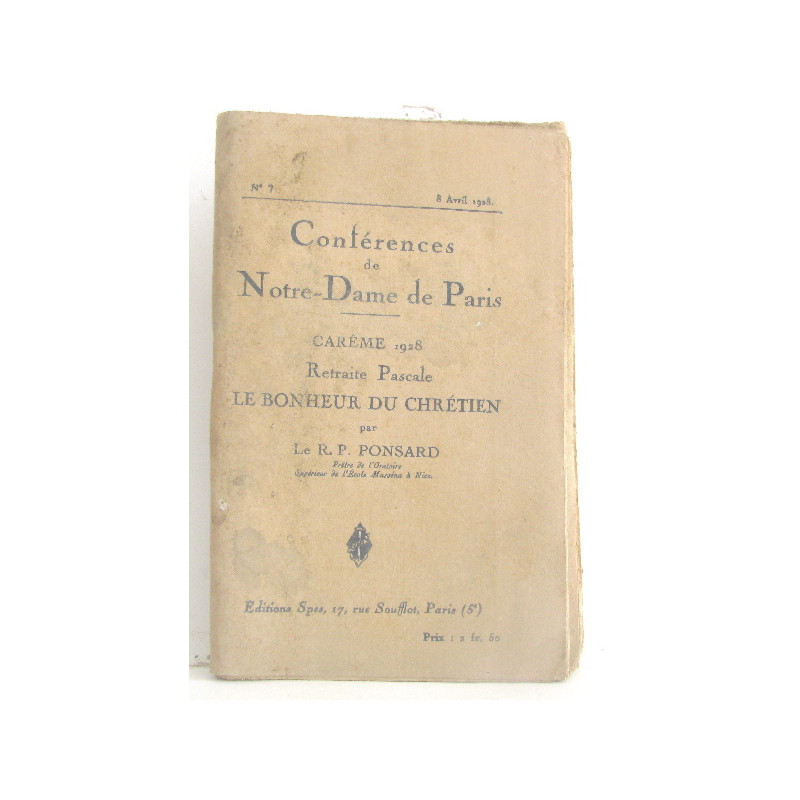 N° 7
8 Avril 1928.
Conférences
de
Notre-Dame de Paris
CARÊME 1928
Retraite Pascale
LE BONHEUR DU CHRÉTIEN
par
Le R. P. PONSARD
Prêtre de l'Oratoire
Supérieur de l'École Masséna à Nice.
Editions Spes, 17, rue Soufflot, Paris (5e)
Prix : 2 fr. 50